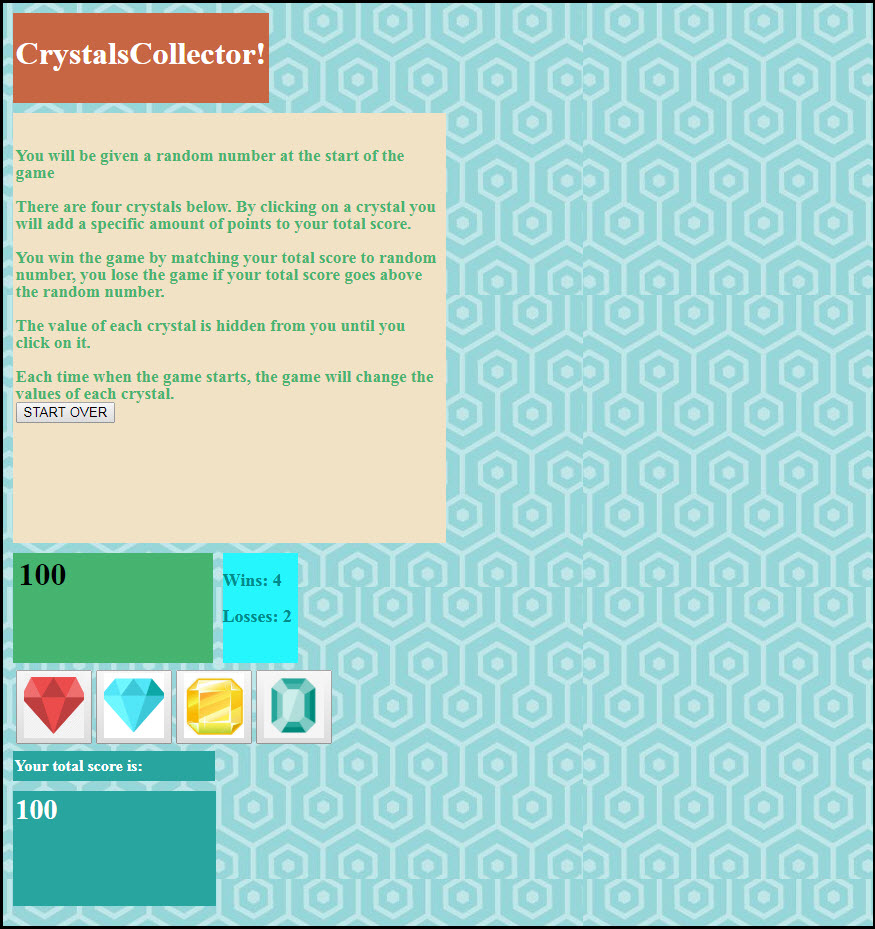 CrystalsCollector!
You will be given a random number at the start of the
game
There are four crystals below. By clicking on a crystal you
will add a specific amount of points to your total score.
You win the game by matching your total score to random
number, you lose the game if your total score goes above
the random number.
The value of each crystal is hidden from you until you
click on it.
Each time when the game starts, the game will change the
values of each crystal.
START OVER
100
Wins: 4
Losses: 2
Your total score is:
100